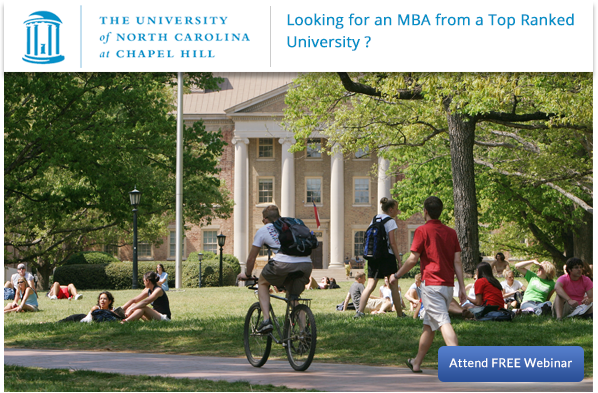 THE UNIVERSITY
of NORTH CAROLINA
at CHAPEL HILL
Looking for an MBA from a Top Ranked
University ?
Attend FREE Webinar